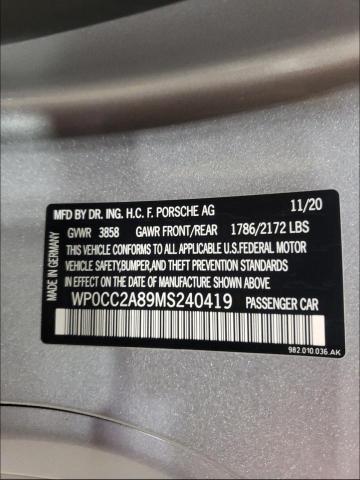 MFD BY DR. ING. H.C. F. PORSCHE AG 11/20
GVWR 3858 GAWR FRONT/REAR 1786/2172 LBS
THIS VEHICLE CONFORMS TO ALL APPLICABLE U.S.FEDERAL MOTOR
VEHICLE SAFETY,BUMPER,AND THEFT PREVENTION STANDARDS
IN EFFECT ON THE DATE OF MANUFACTURE SHOWN ABOVE.
WP0CC2A89MS240419 PASSENGER CAR
MADE IN GERMANY
982.010.036.AK